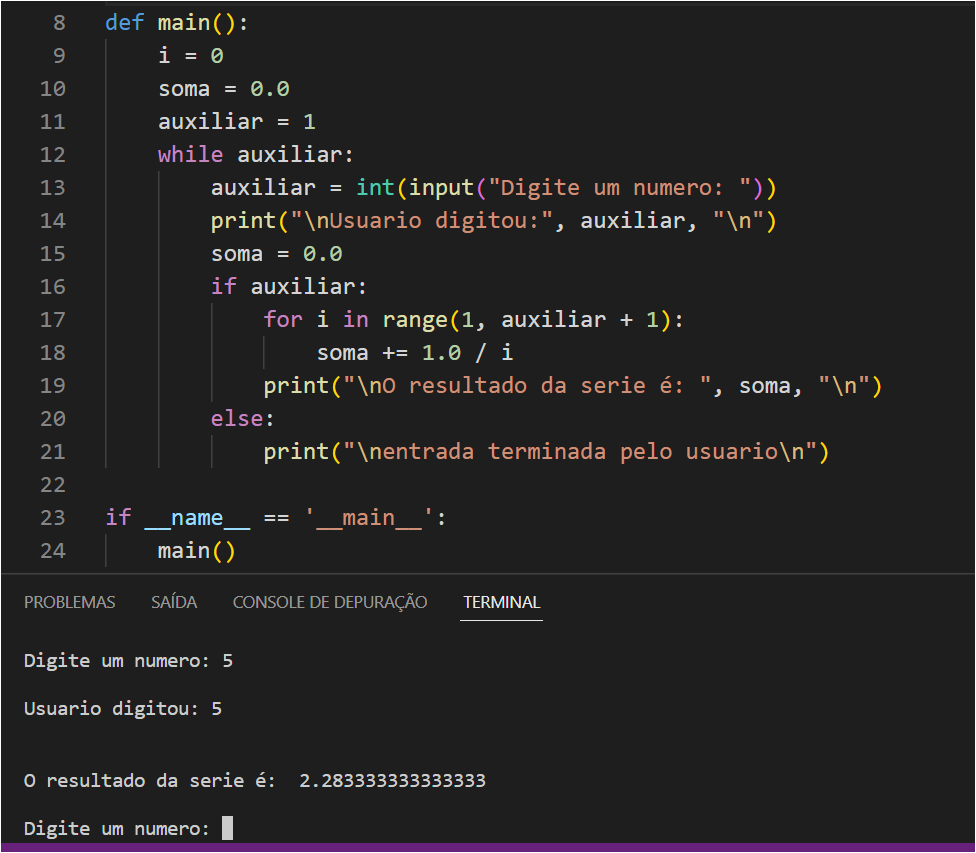 8 def main():
9 i = 0
10 soma = 0.0
11 auxiliar = 1
12 while auxiliar:
13 auxiliar = int(input("Digite um numero: "))
14 print("\nUsuario digitou:", auxiliar, "\n")
15 soma = 0.0
16 if auxiliar:
17 for i in range(1, auxiliar + 1):
18 soma += 1.0 / i
19 print("\nO resultado da serie é: ", soma, "\n")
20 else:
21 print("\nentrada terminada pelo usuario\n")
22
23 if __name__ == '__main__':
24 main()
PROBLEMAS SAÍDA CONSOLE DE DEPURAÇÃO TERMINAL
Digite um numero: 5
Usuario digitou: 5
O resultado da serie é:  2.283333333333333
Digite um numero: